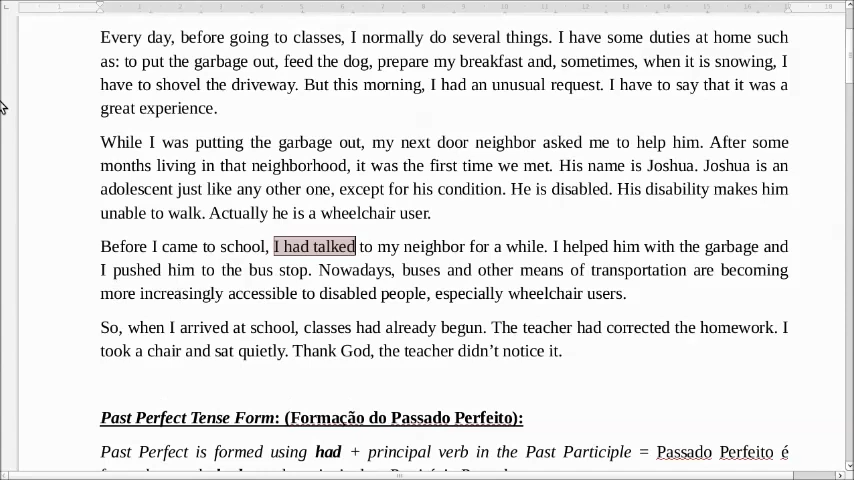 Every day, before going to classes, I normally do several things. I have some duties at home such
as: to put the garbage out, feed the dog, prepare my breakfast and, sometimes, when it is snowing, I
have to shovel the driveway. But this morning, I had an unusual request. I have to say that it was a
great experience.
While I was putting the garbage out, my next door neighbor asked me to help him. After some
months living in that neighborhood, it was the first time we met. His name is Joshua. Joshua is an
adolescent just like any other one, except for his condition. He is disabled. His disability makes him
unable to walk. Actually he is a wheelchair user.
Before I came to school, I had talked to my neighbor for a while. I helped him with the garbage and
I pushed him to the bus stop. Nowadays, buses and other means of transportation are becoming
more increasingly accessible to disabled people, especially wheelchair users.
So, when I arrived at school, classes had already begun. The teacher had corrected the homework. I
took a chair and sat quietly. Thank God, the teacher didn’t notice it.
Past Perfect Tense Form: (Formação do Passado Perfeito):
Past Perfect is formed using had + principal verb in the Past Participle = Passado Perfeito é